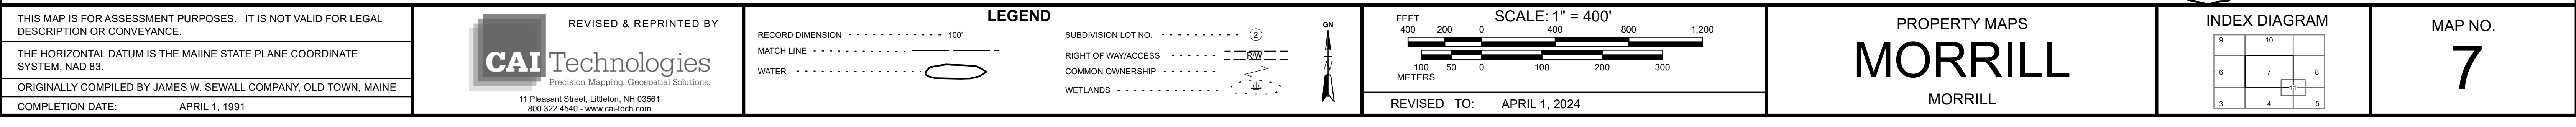 THIS MAP IS FOR ASSESSMENT PURPOSES. IT IS NOT VALID FOR LEGAL
DESCRIPTION OR CONVEYANCE.
THE HORIZONTAL DATUM IS THE MAIINE STATE PLANE COORDINATE
SYSTEM, NAD 83.
ORIGINALLY COMPILED BY JAMES W. SEWALL COMPANY, OLD TOWN, MAINE
COMPLETION DATE: APRIL 1, 1991
REVISED & REPRINTED BY
CAI Technologies
Precision Mapping. Geospatial Solutions.
11 Pleasant Street, Littleton, NH 03561
800.322.4540 - www.cai-tech.com
LEGEND
RECORD DIMENSION 100'
MATCH LINE
WATER
SUBDIVISION LOT NO. 2
RIGHT OF WAY/ACCESS R/W
COMMON OWNERSHIP
WETLANDS
GN
N
SCALE: 1" = 400'
FEET
400 200 0 400 800 1,200
100 50 0 100 200 300
METERS
REVISED TO: APRIL 1, 2024
PROPERTY MAPS
MORRILL
MORRILL
INDEX DIAGRAM
9 10
6 7 8
11
3 4 5
MAP NO.
7